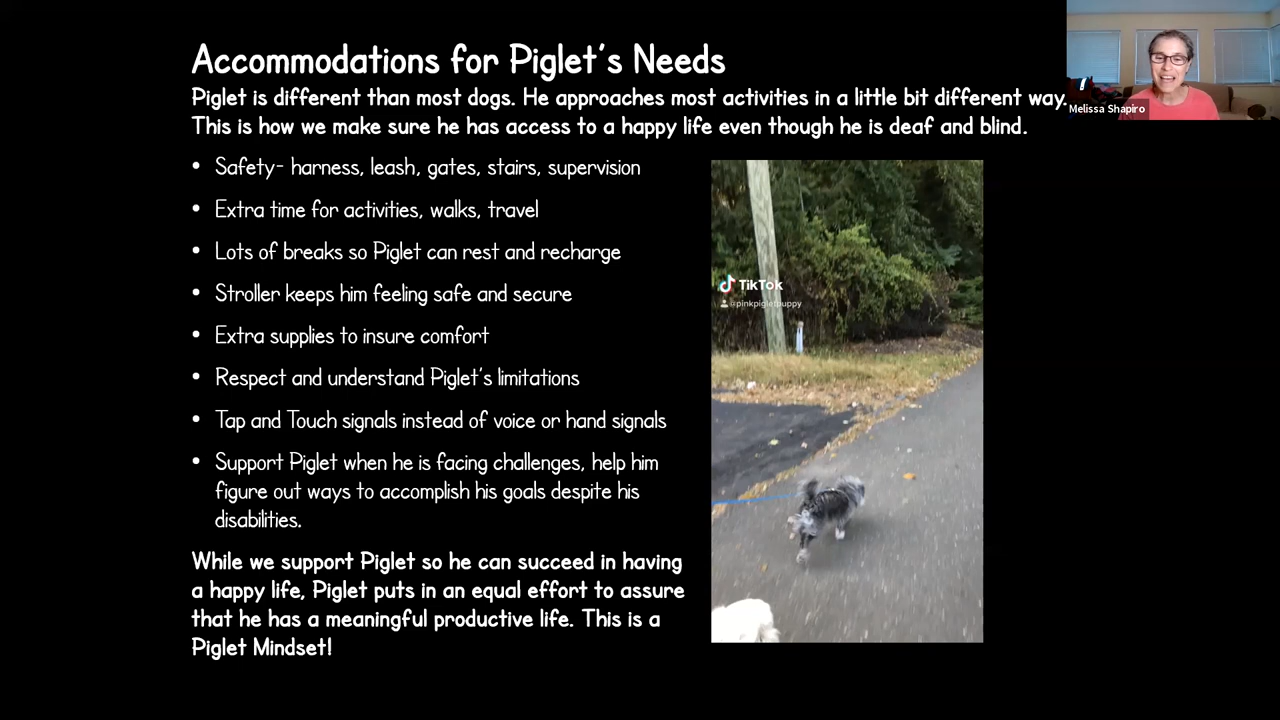 Accommodations for Piglet's Needs
Piglet is different than most dogs. He approaches most activities in a little bit different way.
This is how we make sure he has access to a happy life even though he is deaf and blind.
• Safety- harness, leash, gates, stairs, supervision
• Extra time for activities, walks, travel
• Lots of breaks so Piglet can rest and recharge
• Stroller keeps him feeling safe and secure
• Extra supplies to insure comfort
• Respect and understand Piglet's limitations
• Tap and Touch signals instead of voice or hand signals
• Support Piglet when he is facing challenges, help him
figure out ways to accomplish his goals despite his
disabilities.
While we support Piglet so he can succeed in having
a happy life, Piglet puts in an equal effort to assure
that he has a meaningful productive life. This is a
Piglet Mindset!
TikTok
@pinkpigletpuppy
Melissa Shapiro